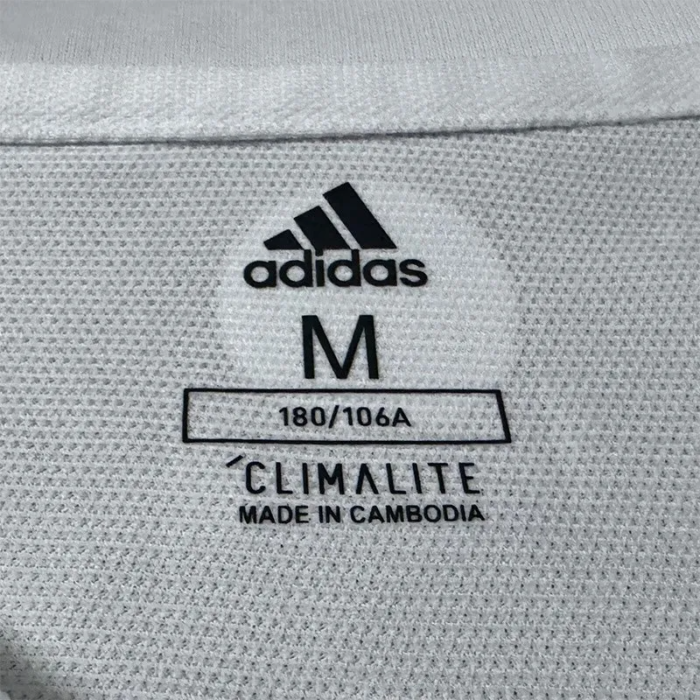 adidas
M
180/106A
´CLIMALITE
MADE IN CAMBODIA